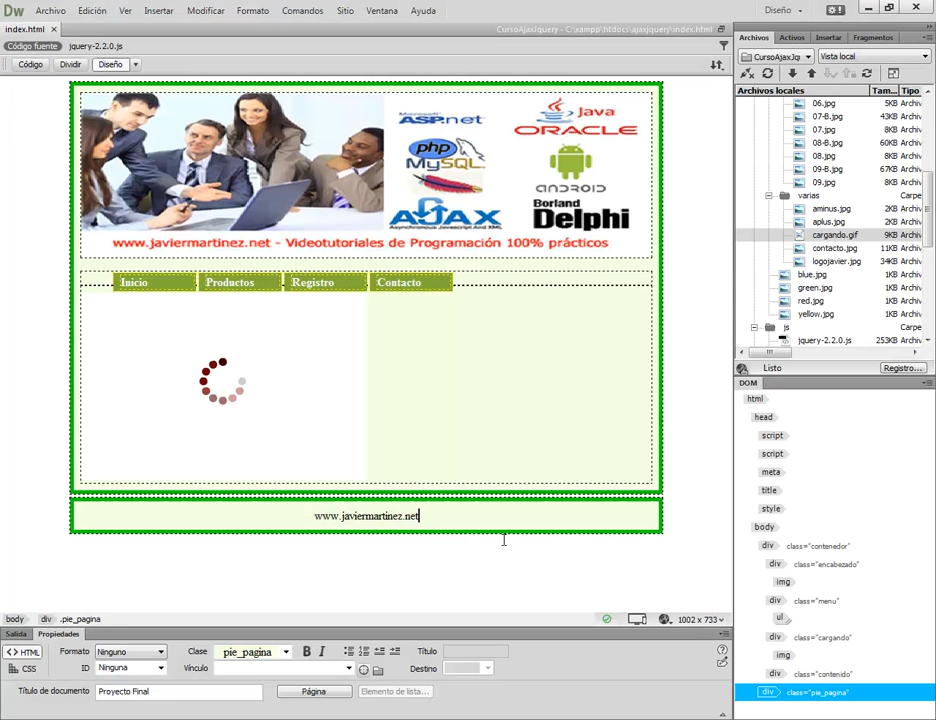 Dw Archivo Edición Ver Insertar Modificar Formato Comandos Sitio Ventana Ayuda Diseño
index.html × CursoAjaxJquery - C:\xampp\htdocs\ajaxjquery\index.html
Código fuente jquery-2.2.0.js
Código Dividir Diseño
Microsoft ASP.net
Java
ORACLE
php
MySQL
ANDROID
AJAX
Asynchronous Javascript And XML
Borland
Delphi
www.javiermartinez.net - Videotutoriales de Programación 100% prácticos
Inicio Productos Registro Contacto
www.javiermartinez.net
body div .pie_pagina 1002 x 733
Salida Propiedades
<> HTML Formato Ninguno Clase pie_pagina B I Título
CSS ID Ninguna Vínculo Destino
Título de documento Proyecto Final Página Elemento de lista...
Archivos Activos Insertar Fragmentos
CursoAjaxJqı Vista local
Archivos locales Tam... Tipo
06.jpg 5KB Archiv
07-B.jpg 43KB Archiv
07.jpg 8KB Archiv
08-B.jpg 60KB Archiv
08.jpg 8KB Archiv
09-B.jpg 67KB Archiv
09.jpg 8KB Archiv
varias Carpe
aminus.jpg 2KB Archiv
aplus.jpg 2KB Archiv
cargando.gif 9KB Archiv
contacto.jpg 11KB Archiv
logojavier.jpg 34KB Archiv
blue.jpg 1KB Archiv
green.jpg 1KB Archiv
red.jpg 1KB Archiv
yellow.jpg 1KB Archiv
js Carpe
jquery-2.2.0.js 253KB Archiv
Listo Registro...
DOM
html
head
script
script
meta
title
style
body
div class="contenedor"
div class="encabezado"
img
div class="menu"
ul
div class="cargando"
img
div class="contenido"
div class="pie_pagina"